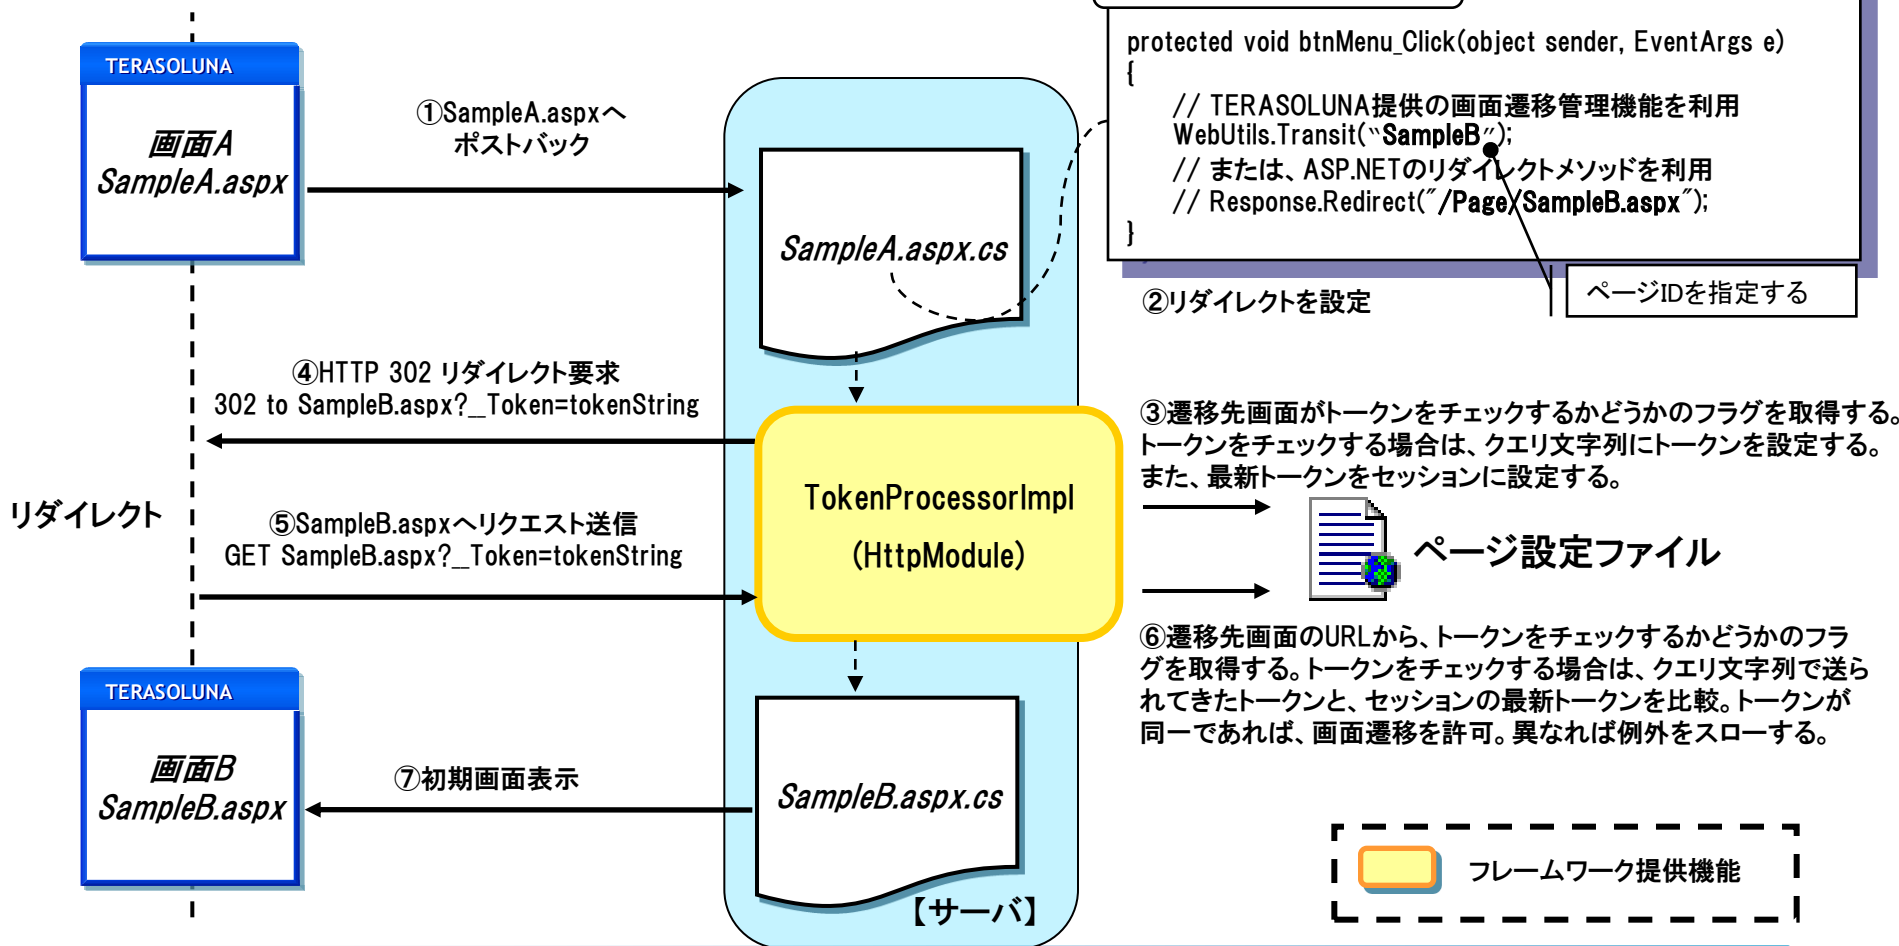 protected void btnMenu_Click(object sender, EventArgs e)
{
// TERASOLUNA提供の画面遷移管理機能を利用
WebUtils.Transit(“SampleB”);
// または、ASP.NETのリダイレクトメソッドを利用
// Response.Redirect("/Page/SampleB.aspx");
}
ページIDを指定する
②リダイレクトを設定
TERASOLUNA
画面A
SampleA.aspx
①SampleA.aspxへ
ポストバック
SampleA.aspx.cs
④HTTP 302 リダイレクト要求
302 to SampleB.aspx?__Token=tokenString
③遷移先画面がトークンをチェックするかどうかのフラグを取得する。
トークンをチェックする場合は、クエリ文字列にトークンを設定する。
また、最新トークンをセッションに設定する。
リダイレクト
⑤SampleB.aspxへリクエスト送信
GET SampleB.aspx?__Token=tokenString
TokenProcessorImpl
(HttpModule)
ページ設定ファイル
⑥遷移先画面のURLから、トークンをチェックするかどうかのフラ
グを取得する。トークンをチェックする場合は、クエリ文字列で送ら
れてきたトークンと、セッションの最新トークンを比較。トークンが
同一であれば、画面遷移を許可。異なれば例外をスローする。
TERASOLUNA
画面B
SampleB.aspx
⑦初期画面表示
SampleB.aspx.cs
【サーバ】
フレームワーク提供機能